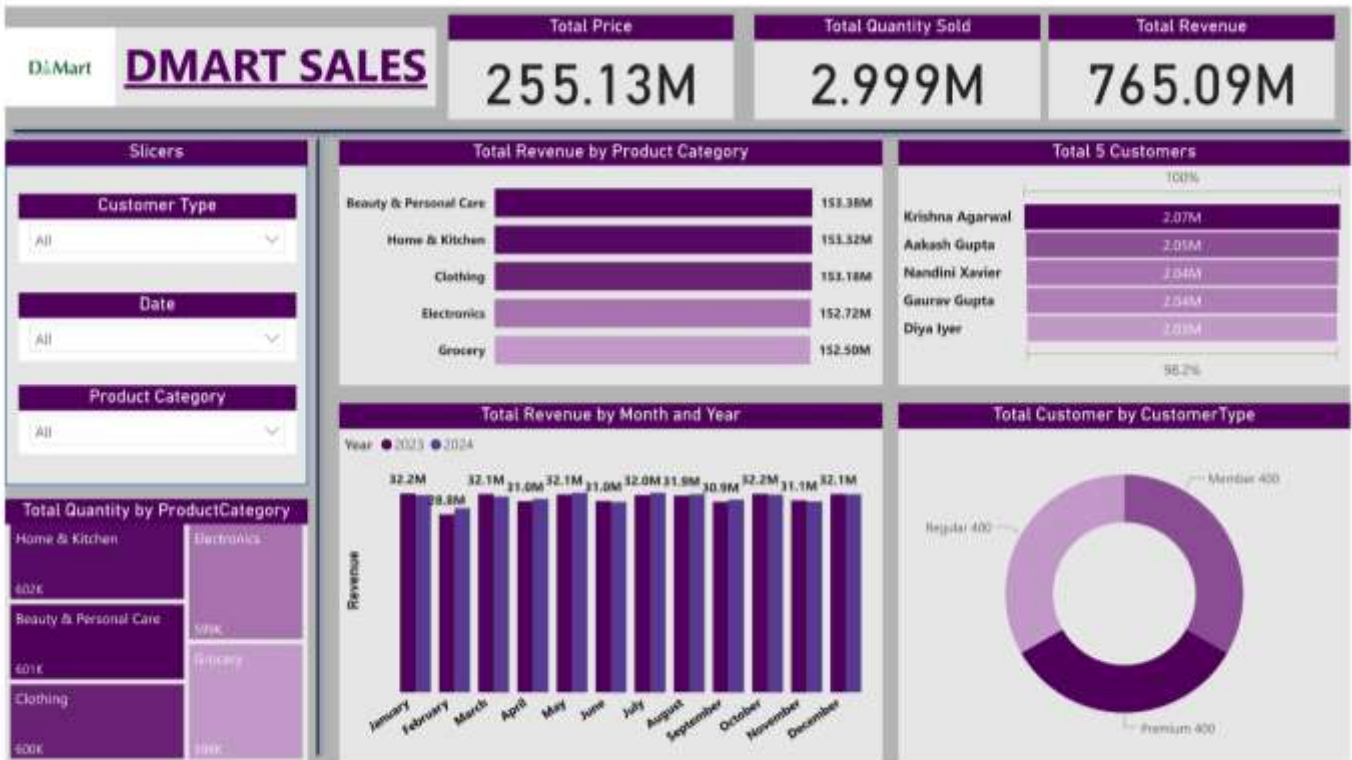 D Mart
DMART SALES
Total Price
255.13M
Total Quantity Sold
2.999M
Total Revenue
765.09M
Slicers
Customer Type
All
Date
All
Product Category
All
Total Quantity by ProductCategory
Home & Kitchen
602K
Beauty & Personal Care
601K
Clothing
600K
Electronics
Grocery
Total Revenue by Product Category
Beauty & Personal Care 153.38M
Home & Kitchen 153.32M
Clothing 153.18M
Electronics 152.72M
Grocery 152.50M
Total 5 Customers
100%
Krishna Agarwal 2.07M
Aakash Gupta 2.05M
Nandini Xavier 2.04M
Gaurav Gupta 2.04M
Diya Iyer 2.03M
98.2%
Total Revenue by Month and Year
Year 2023 2024
32.2M 28.8M 32.1M 31.0M 32.1M 31.0M 32.0M 31.9M 30.9M 32.2M 31.1M 32.1M
Revenue
January February March April May June July August September October November December
Total Customer by CustomerType
Member 400
Regular 400
Premium 400